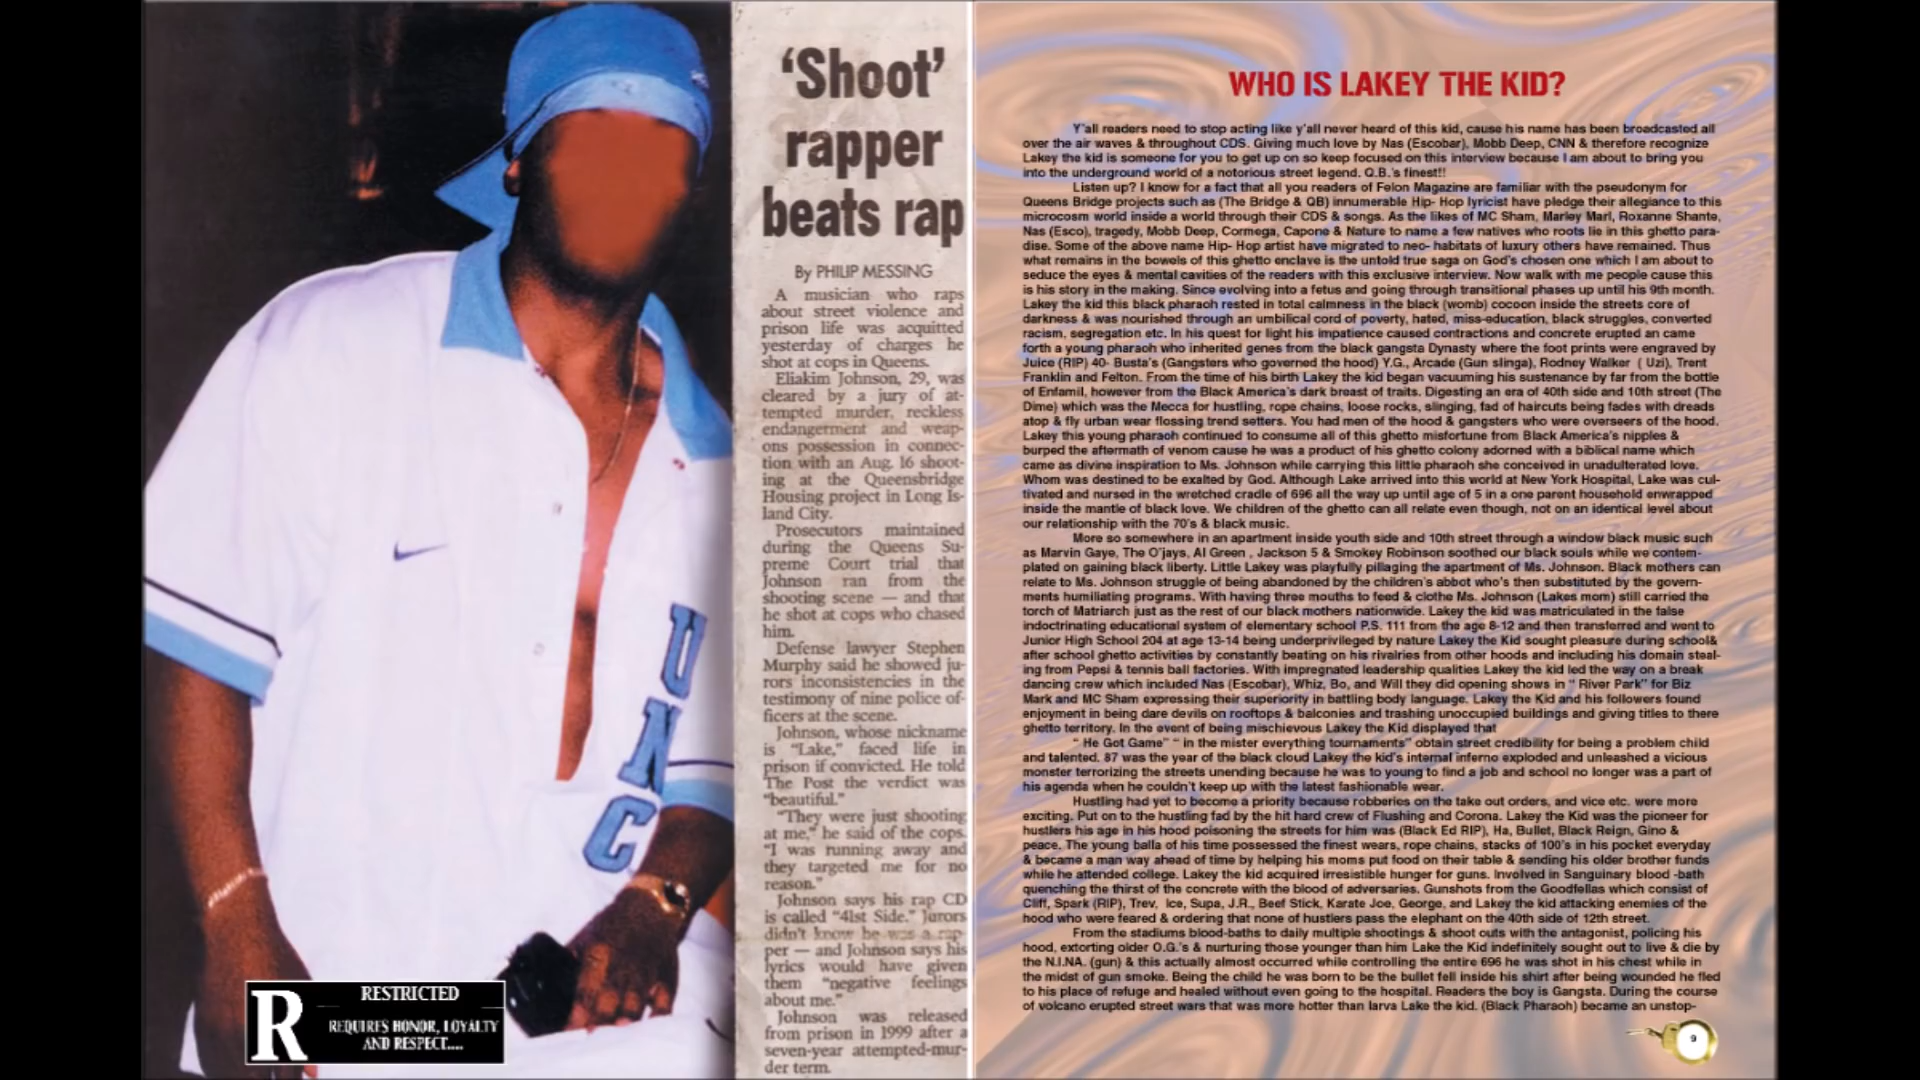 UNC
R
RESTRICTED
REQUIRES HONOR, LOYALTY
AND RESPECT....
‘Shoot’
rapper
beats rap
By PHILIP MESSING
A musician who raps
about street violence and
prison life was acquitted
yesterday of charges he
shot at cops in Queens.
Eliakim Johnson, 29, was
cleared by a jury of at-
tempted murder, reckless
endangerment and weap-
ons possession in connec-
tion with an Aug. 16 shoot-
ing at the Queensbridge
Housing project in Long Is-
land City.
Prosecutors maintained
during the Queens Su-
preme Court trial that
Johnson ran from the
shooting scene — and that
he shot at cops who chased
him.
Defense lawyer Stephen
Murphy said he showed ju-
rors inconsistencies in the
testimony of nine police of-
ficers at the scene.
Johnson, whose nickname
is “Lake,” faced life in
prison if convicted. He told
The Post the verdict was
“beautiful.”
“They were just shooting
at me,” he said of the cops.
“I was running away and
they targeted me for no
reason.”
Johnson says his rap CD
is called “41st Side.” Jurors
didn’t know he was a rap-
per — and Johnson says his
lyrics would have given
them “negative feelings
about me.”
Johnson was released
from prison in 1999 after a
seven-year attempted-mur-
der term.
WHO IS LAKEY THE KID?
Y'all readers need to stop acting like y'all never heard of this kid, cause his name has been broadcasted all
over the air waves & throughout CDS. Giving much love by Nas (Escobar), Mobb Deep, CNN & therefore recognize
Lakey the kid is someone for you to get up on so keep focused on this interview because I am about to bring you
into the underground world of a notorious street legend. Q.B.'s finest!!
Listen up? I know for a fact that all you readers of Felon Magazine are familiar with the pseudonym for
Queens Bridge projects such as (The Bridge & QB) innumerable Hip- Hop lyricist have pledge their allegiance to this
microcosm world inside a world through their CDS & songs. As the likes of MC Sham, Marley Marl, Roxanne Shante,
Nas (Esco), tragedy, Mobb Deep, Cormega, Capone & Nature to name a few natives who roots lie in this ghetto para-
dise. Some of the above name Hip- Hop artist have migrated to neo- habitats of luxury others have remained. Thus
what remains in the bowels of this ghetto enclave is the untold true saga on God's chosen one which I am about to
seduce the eyes & mental cavities of the readers with this exclusive interview. Now walk with me people cause this
is his story in the making. Since evolving into a fetus and going through transitional phases up until his 9th month.
Lakey the kid this black pharaoh rested in total calmness in the black (womb) cocoon inside the streets core of
darkness & was nourished through an umbilical cord of poverty, hated, miss-education, black struggles, converted
racism, segregation etc. In his quest for light his impatience caused contractions and concrete erupted an came
forth a young pharaoh who inherited genes from the black gangsta Dynasty where the foot prints were engraved by
Juice (RIP) 40- Busta's (Gangsters who governed the hood) Y.G., Arcade (Gun slinga), Rodney Walker ( Uzi), Trent
Franklin and Felton. From the time of his birth Lakey the kid began vacuuming his sustenance by far from the bottle
of Enfamil, however from the Black America's dark breast of traits. Digesting an era of 40th side and 10th street (The
Dime) which was the Mecca for hustling, rope chains, loose rocks, slinging, fad of haircuts being fades with dreads
atop & fly urban wear flossing trend setters. You had men of the hood & gangsters who were overseers of the hood.
Lakey this young pharaoh continued to consume all of this ghetto misfortune from Black America's nipples &
burped the aftermath of venom cause he was a product of his ghetto colony adorned with a biblical name which
came as divine inspiration to Ms. Johnson while carrying this little pharaoh she conceived in unadulterated love.
Whom was destined to be exalted by God. Although Lake arrived into this world at New York Hospital, Lake was cul-
tivated and nursed in the wretched cradle of 696 all the way up until age of 5 in a one parent household enwrapped
inside the mantle of black love. We children of the ghetto can all relate even though, not on an identical level about
our relationship with the 70's & black music.
More so somewhere in an apartment inside youth side and 10th street through a window black music such
as Marvin Gaye, The O'jays, Al Green , Jackson 5 & Smokey Robinson soothed our black souls while we contem-
plated on gaining black liberty. Little Lakey was playfully pillaging the apartment of Ms. Johnson. Black mothers can
relate to Ms. Johnson struggle of being abandoned by the children's abbot who's then substituted by the govern-
ments humiliating programs. With having three mouths to feed & clothe Ms. Johnson (Lakes mom) still carried the
torch of Matriarch just as the rest of our black mothers nationwide. Lakey the kid was matriculated in the false
indoctrinating educational system of elementary school P.S. 111 from the age 8-12 and then transferred and went to
Junior High School 204 at age 13-14 being underprivileged by nature Lakey the Kid sought pleasure during school&
after school ghetto activities by constantly beating on his rivalries from other hoods and including his domain steal-
ing from Pepsi & tennis ball factories. With impregnated leadership qualities Lakey the kid led the way on a break
dancing crew which included Nas (Escobar), Whiz, Bo, and Will they did opening shows in " River Park" for Biz
Mark and MC Sham expressing their superiority in battling body language. Lakey the Kid and his followers found
enjoyment in being dare devils on rooftops & balconies and trashing unoccupied buildings and giving titles to there
ghetto territory. In the event of being mischievous Lakey the Kid displayed that
" He Got Game" " in the mister everything tournaments" obtain street credibility for being a problem child
and talented. 87 was the year of the black cloud Lakey the kid's internal inferno exploded and unleashed a vicious
monster terrorizing the streets unending because he was to young to find a job and school no longer was a part of
his agenda when he couldn't keep up with the latest fashionable wear.
Hustling had yet to become a priority because robberies on the take out orders, and vice etc. were more
exciting. Put on to the hustling fad by the hit hard crew of Flushing and Corona. Lakey the Kid was the pioneer for
hustlers his age in his hood poisoning the streets for him was (Black Ed RIP), Ha, Bullet, Black Reign, Gino &
peace. The young balla of his time possessed the finest wears, rope chains, stacks of 100's in his pocket everyday
& became a man way ahead of time by helping his moms put food on their table & sending his older brother funds
while he attended college. Lakey the kid acquired irresistible hunger for guns. Involved in Sanguinary blood -bath
quenching the thirst of the concrete with the blood of adversaries. Gunshots from the Goodfellas which consist of
Cliff, Spark (RIP), Trev. Ice, Supa, J.R., Beef Stick, Karate Joe, George, and Lakey the kid attacking enemies of the
hood who were feared & ordering that none of hustlers pass the elephant on the 40th side of 12th street.
From the stadiums blood-baths to daily multiple shootings & shoot outs with the antagonist, policing his
hood, extorting older O.G.'s & nurturing those younger than him Lake the Kid indefinitely sought out to live & die by
the N.I.NA. (gun) & this actually almost occurred while controlling the entire 696 he was shot in his chest while in
the midst of gun smoke. Being the child he was born to be the bullet fell inside his shirt after being wounded he fled
to his place of refuge and healed without even going to the hospital. Readers the boy is Gangsta. During the course
of volcano erupted street wars that was more hotter than larva Lake the kid. (Black Pharaoh) became an unstop-
9